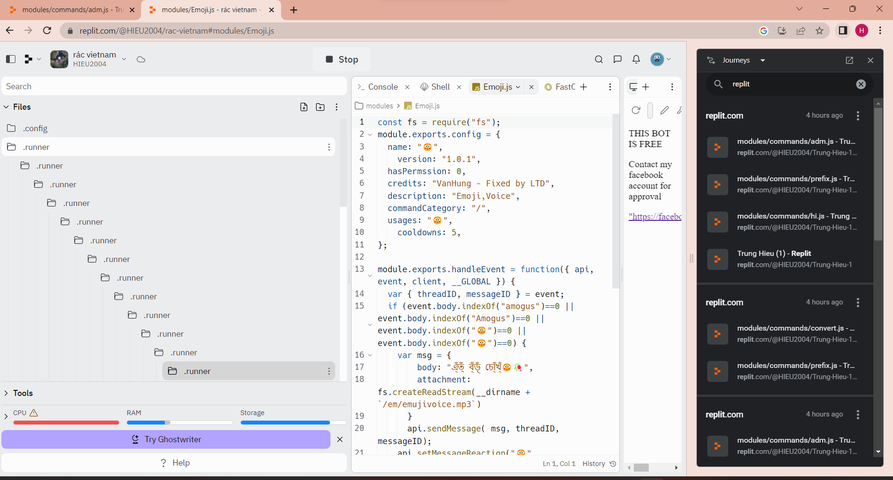 modules/commands/adm.js - Trun
modules/Emoji.js - rác vietnam -
replit.com/@HIEU2004/rac-vietnam#modules/Emoji.js
H
rác vietnam
HIEU2004
Stop
Search
Files
.config
.runner
.runner
.runner
.runner
.runner
.runner
.runner
.runner
.runner
.runner
.runner
.runner
.runner
Tools
CPU
RAM
Storage
Try Ghostwriter
Help
Console
Shell
Emoji.js
FastC
modules
Emoji.js
1 const fs = require("fs");
2 module.exports.config = {
3 name: "😡",
4 version: "1.0.1",
5 hasPermssion: 0,
6 credits: "VanHung - Fixed by LTD",
7 description: "Emoji,Voice",
8 commandCategory: "/",
9 usages: "😡",
10 cooldowns: 5,
11 };
12
13 module.exports.handleEvent = function({ api,
event, client, __GLOBAL }) {
14 var { threadID, messageID } = event;
15 if (event.body.indexOf("amogus")==0 ||
event.body.indexOf("Amogus")==0 ||
event.body.indexOf("😡")==0 ||
event.body.indexOf("😡")==0) {
16 var msg = {
17 body: "
18 attachment:
fs.createReadStream(__dirname +
`/em/emujivoice.mp3`)
19 }
20 api.sendMessage( msg, threadID,
messageID);
21 api.setMessageReaction("😡"
Ln 1, Col 1
History
THIS BOT
IS FREE
Contact my
facebook
account for
approval
"https://facebo
Journeys
replit
replit.com
4 hours ago
modules/commands/adm.js - Tru...
replit.com/@HIEU2004/Trung-Hieu-1...
modules/commands/prefix.js - Tr...
replit.com/@HIEU2004/Trung-Hieu-1...
modules/commands/hi.js - Trung ...
replit.com/@HIEU2004/Trung-Hieu-1...
Trung Hieu (1) - Replit
replit.com/@HIEU2004/Trung-Hieu-1
replit.com
4 hours ago
modules/commands/convert.js - ...
replit.com/@HIEU2004/Trung-Hieu-1...
modules/commands/prefix.js - Tr...
replit.com/@HIEU2004/Trung-Hieu-1...
replit.com
4 hours ago
modules/commands/adm.js - Tru...
replit.com/@HIEU2004/Trung-Hieu-1...